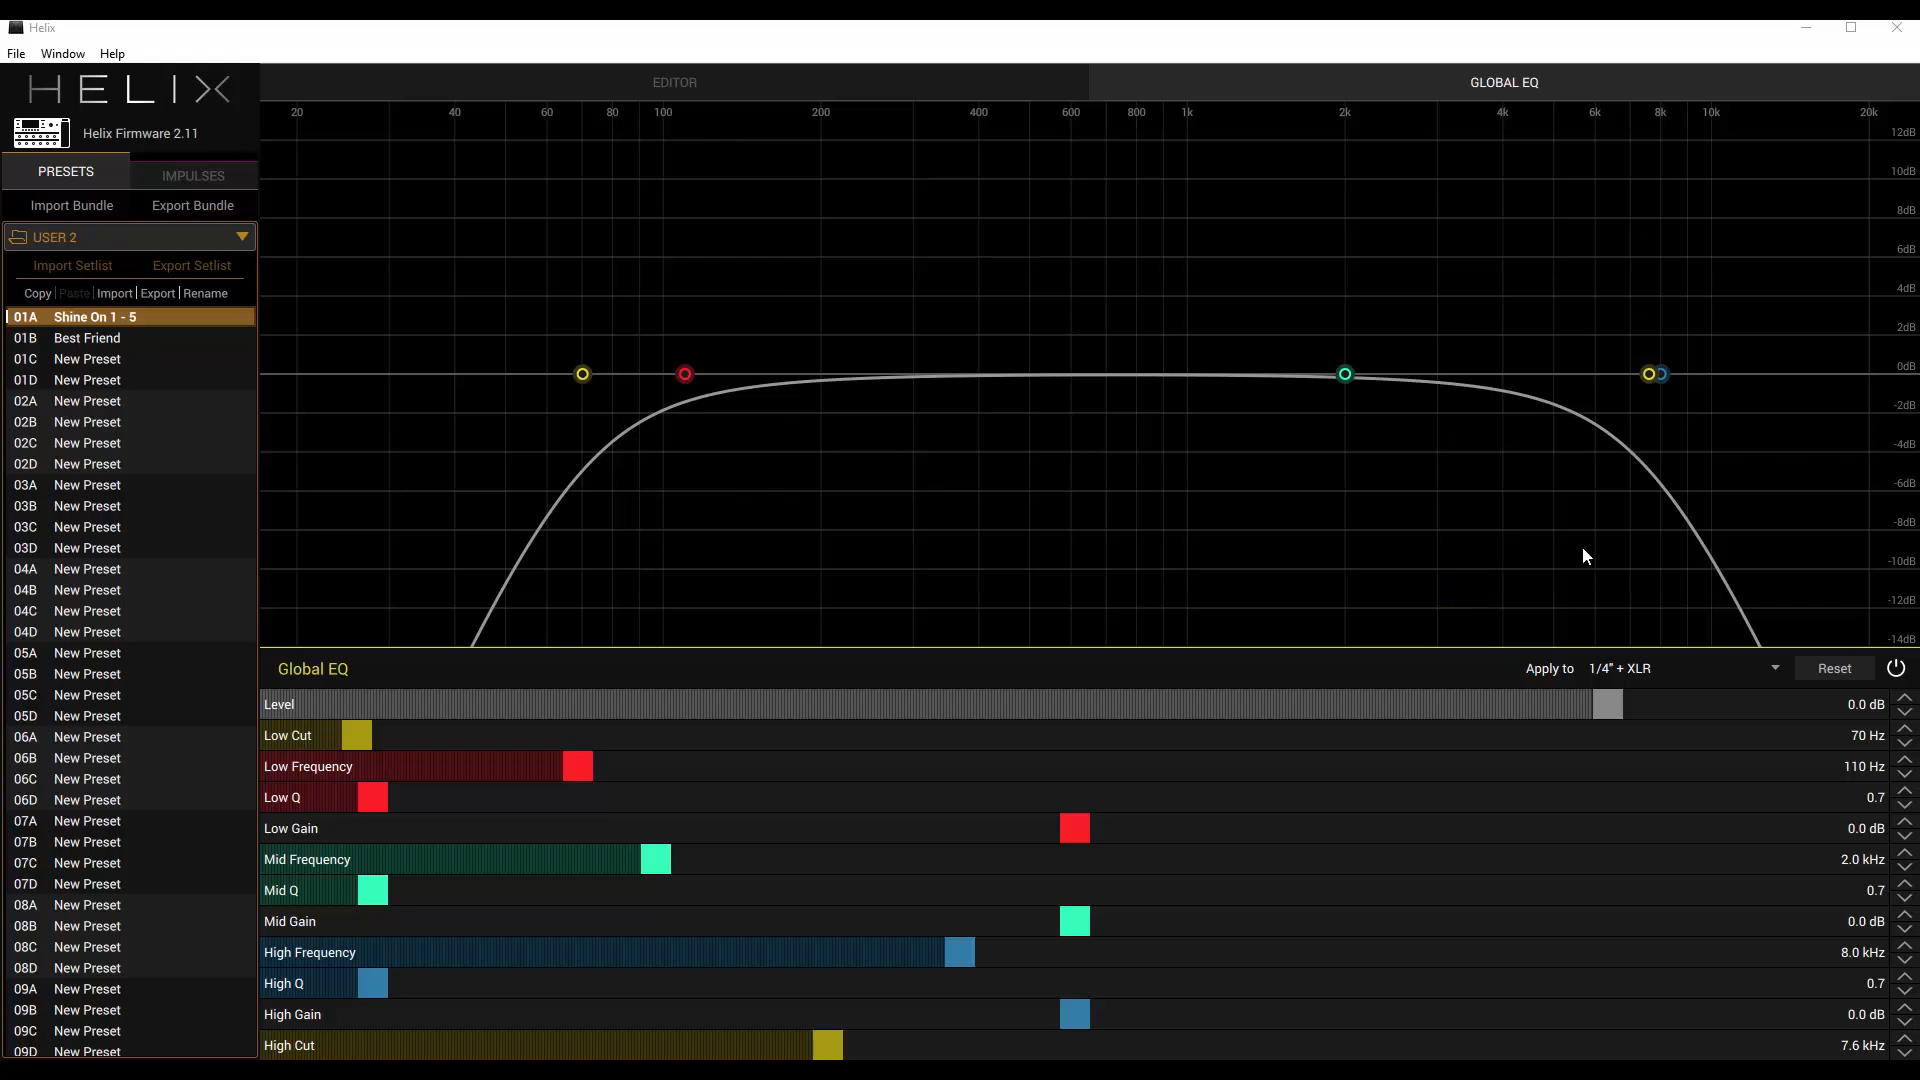 Helix
File Window Help
HELIX
Helix Firmware 2.11
PRESETS IMPULSES
Import Bundle Export Bundle
USER 2
Import Setlist Export Setlist
Copy | Paste | Import | Export | Rename
01A Shine On 1 - 5
01B Best Friend
01C New Preset
01D New Preset
02A New Preset
02B New Preset
02C New Preset
02D New Preset
03A New Preset
03B New Preset
03C New Preset
03D New Preset
04A New Preset
04B New Preset
04C New Preset
04D New Preset
05A New Preset
05B New Preset
05C New Preset
05D New Preset
06A New Preset
06B New Preset
06C New Preset
06D New Preset
07A New Preset
07B New Preset
07C New Preset
07D New Preset
08A New Preset
08B New Preset
08C New Preset
08D New Preset
09A New Preset
09B New Preset
09C New Preset
09D New Preset
EDITOR GLOBAL EQ
20 40 60 80 100 200 400 600 800 1k 2k 4k 6k 8k 10k 20k
12dB
10dB
8dB
6dB
4dB
2dB
0dB
-2dB
-4dB
-6dB
-8dB
-10dB
-12dB
-14dB
Global EQ Apply to 1/4" + XLR Reset
Level 0.0 dB
Low Cut 70 Hz
Low Frequency 110 Hz
Low Q 0.7
Low Gain 0.0 dB
Mid Frequency 2.0 kHz
Mid Q 0.7
Mid Gain 0.0 dB
High Frequency 8.0 kHz
High Q 0.7
High Gain 0.0 dB
High Cut 7.6 kHz